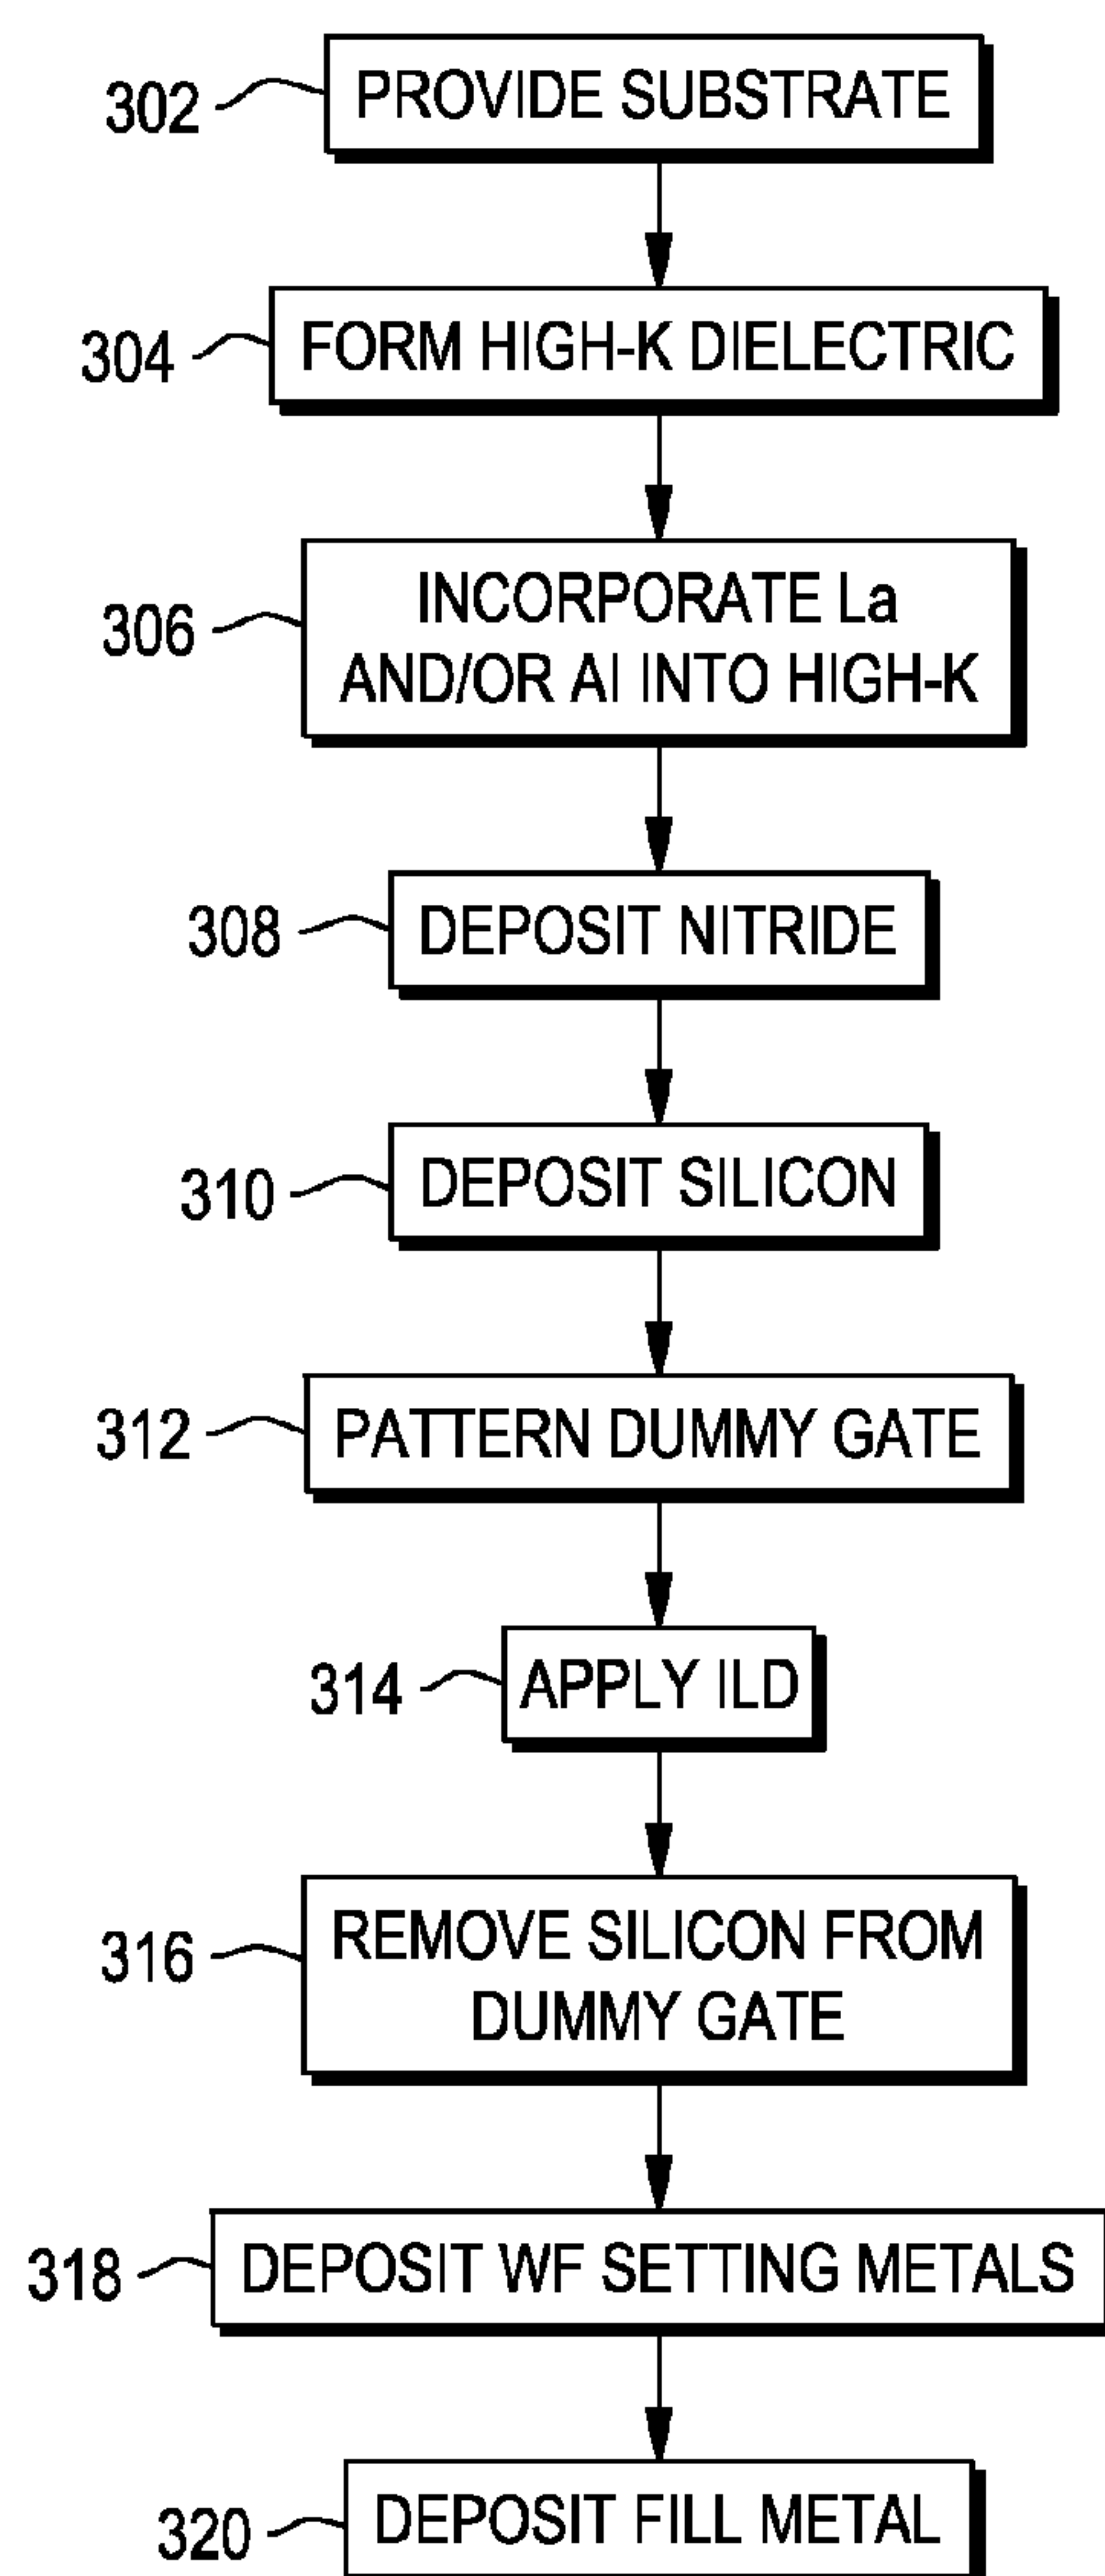 302 PROVIDE SUBSTRATE
304 FORM HIGH-K DIELECTRIC
306 INCORPORATE La
AND/OR Al INTO HIGH-K
308 DEPOSIT NITRIDE
310 DEPOSIT SILICON
312 PATTERN DUMMY GATE
314 APPLY ILD
316 REMOVE SILICON FROM
DUMMY GATE
318 DEPOSIT WF SETTING METALS
320 DEPOSIT FILL METAL